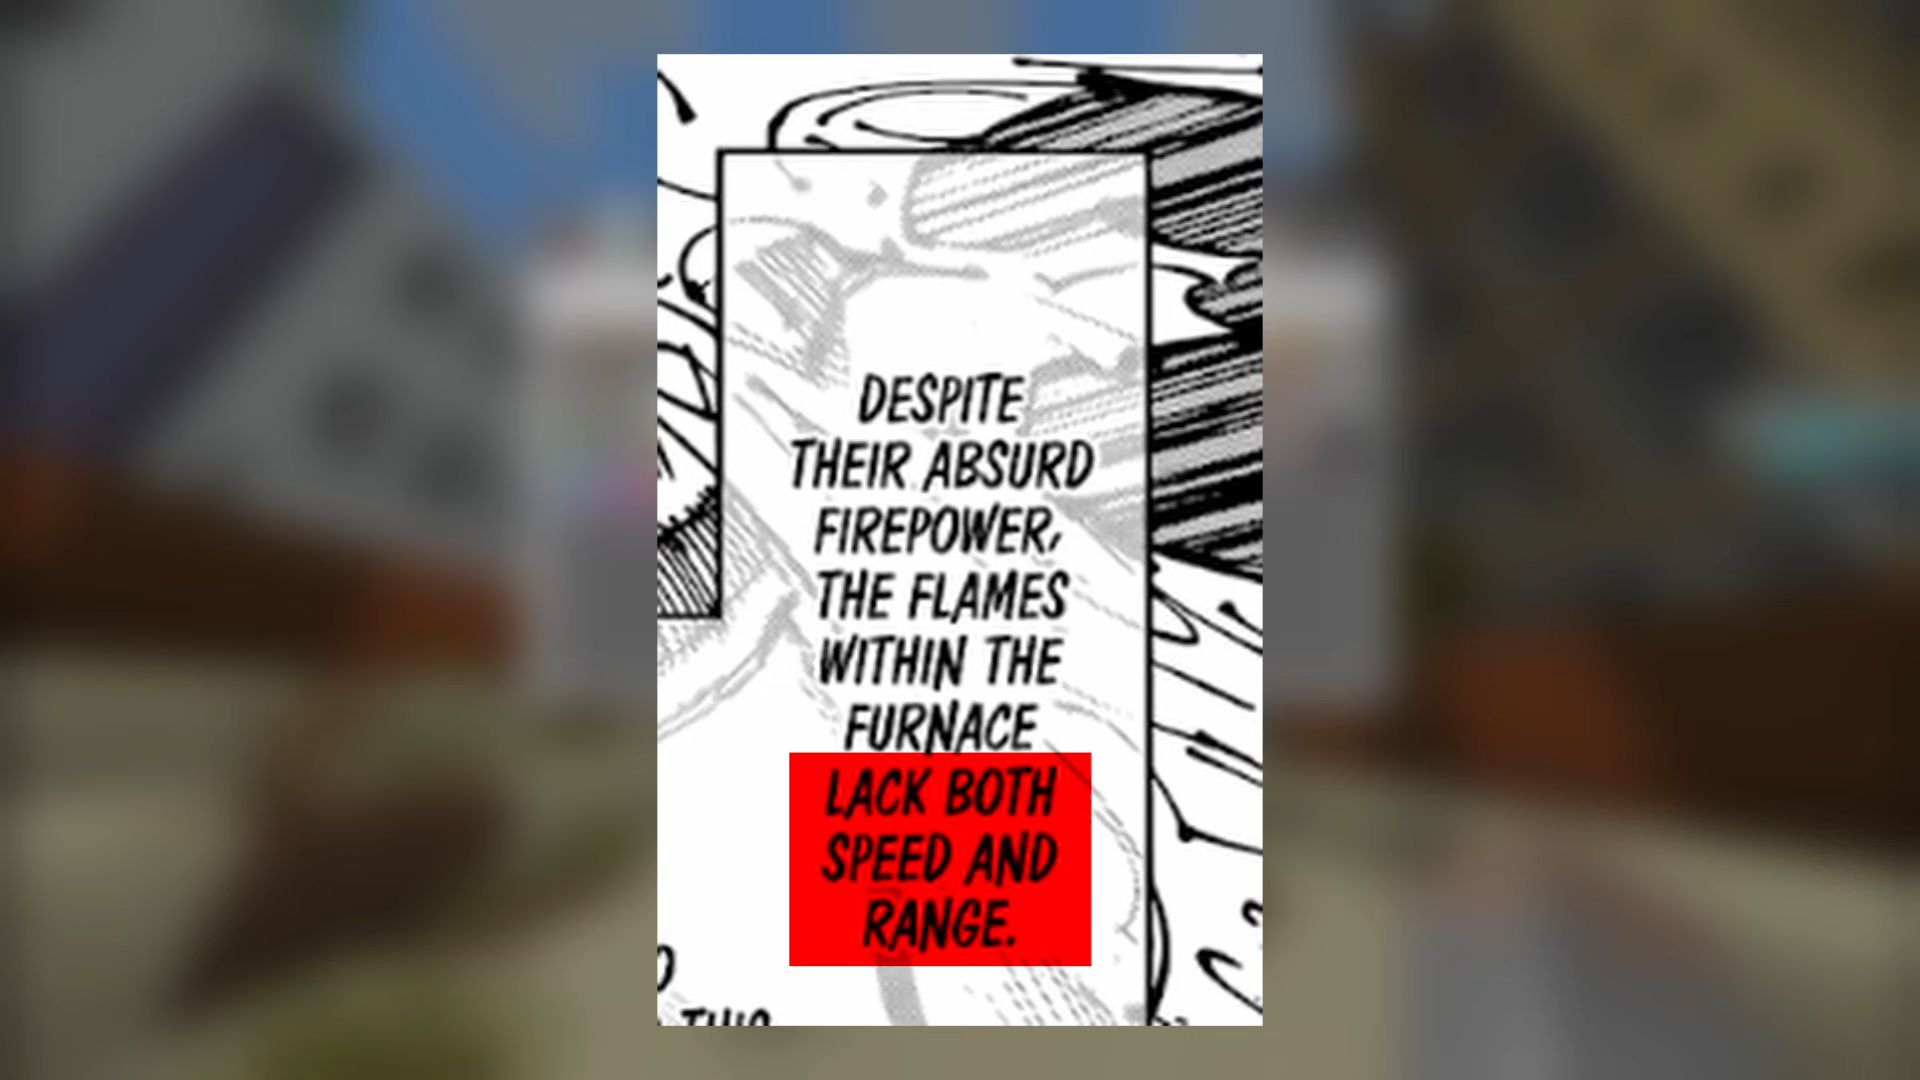 DESPITE
THEIR ABSURD
FIREPOWER,
THE FLAMES
WITHIN THE
FURNACE
LACK BOTH
SPEED AND
RANGE.